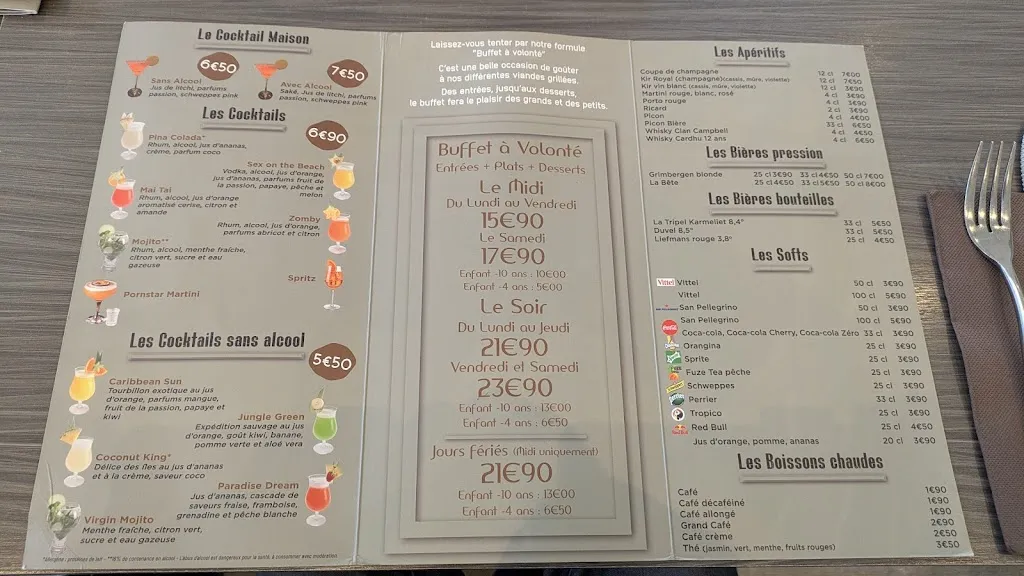 Le Cocktail Maison
6€50
Sans Alcool
Jus de litchi, parfums
passion, schweppes pink
7€50
Avec Alcool
Saké, Jus de litchi, parfums
passion, schweppes pink
Les Cocktails
6€90
Pina Colada*
Rhum, alcool, jus d'ananas,
crème, parfum coco
Sex on the Beach
Vodka, alcool, jus d'orange,
jus d'ananas, parfums fruit de
la passion, papaye, pêche et
melon
Mai Tai
Rhum, alcool, jus d'orange
aromatisé cerise, citron et
amande
Zomby
Rhum, alcool, jus d'orange,
parfums abricot et citron
Mojito**
Rhum, alcool, menthe fraîche,
citron vert, sucre et eau
gazeuse
Spritz
Pornstar Martini
Les Cocktails sans alcool
5€50
Caribbean Sun
Tourbillon exotique au jus
d'orange, parfums mangue,
fruit de la passion, papaye et
kiwi
Jungle Green
Expédition sauvage au jus
d'orange, goût kiwi, banane,
pomme verte et aloé vera
Coconut King*
Délice des îles au jus d'ananas
et à la crème, saveur coco
Paradise Dream
Jus d'ananas, cascade de
saveurs fraise, framboise,
grenadine et pêche blanche
Virgin Mojito
Menthe fraîche, citron vert,
sucre et eau gazeuse
Laissez-vous tenter par notre formule
"Buffet à volonté"
C'est une belle occasion de goûter
à nos différentes viandes grillées.
Des entrées, jusqu'aux desserts,
le buffet fera le plaisir des grands et des petits.
Buffet à Volonté
Entrées + Plats + Desserts
Le Midi
Du Lundi au Vendredi
15€90
Le Samedi
17€90
Enfant -10 ans : 10€00
Enfant -4 ans : 5€00
Le Soir
Du Lundi au Jeudi
21€90
Vendredi et Samedi
23€90
Enfant -10 ans : 13€00
Enfant -4 ans : 6€50
Jours fériés (Midi uniquement)
21€90
Enfant -10 ans : 13€00
Enfant -4 ans : 6€50
Les Apéritifs
Coupe de champagne 12 cl 7€00
Kir Royal (champagne)(cassis, mûre, violette) 12 cl 7€50
Kir vin blanc (cassis, mûre, violette) 12 cl 3€90
Martini rouge, blanc, rosé 4 cl 3€90
Porto rouge 4 cl 3€90
Ricard 2 cl 3€90
Picon 4 cl 4€00
Picon Bière 33 cl 6€50
Whisky Clan Campbell 4 cl 4€50
Whisky Cardhu 12 ans 4 cl 6€50
Les Bières pression
Grimbergen blonde 25 cl 3€90 33 cl 4€50 50 cl 7€00
La Bête 25 cl 4€50 33 cl 5€50 50 cl 8€00
Les Bières bouteilles
La Tripel Karmeliet 8,4° 33 cl 5€50
Duvel 8,5° 33 cl 5€50
Liefmans rouge 3,8° 25 cl 4€50
Les Softs
Vittel Vittel 50 cl 3€90
Vittel 100 cl 5€90
San Pellegrino 50 cl 3€90
San Pellegrino 100 cl 5€90
Coca-cola, Coca-cola Cherry, Coca-cola Zéro 33 cl 3€90
Orangina 25 cl 3€90
Sprite 25 cl 3€90
Fuze Tea pêche 25 cl 3€90
Schweppes 25 cl 3€90
Perrier 33 cl 3€90
Tropico 25 cl 3€90
Red Bull 25 cl 4€50
Jus d'orange, pomme, ananas 20 cl 3€90
Les Boissons chaudes
Café 1€90
Café décaféiné 1€90
Café allongé 1€90
Grand Café 2€90
Café crème 2€50
Thé (jasmin, vert, menthe, fruits rouges) 3€50